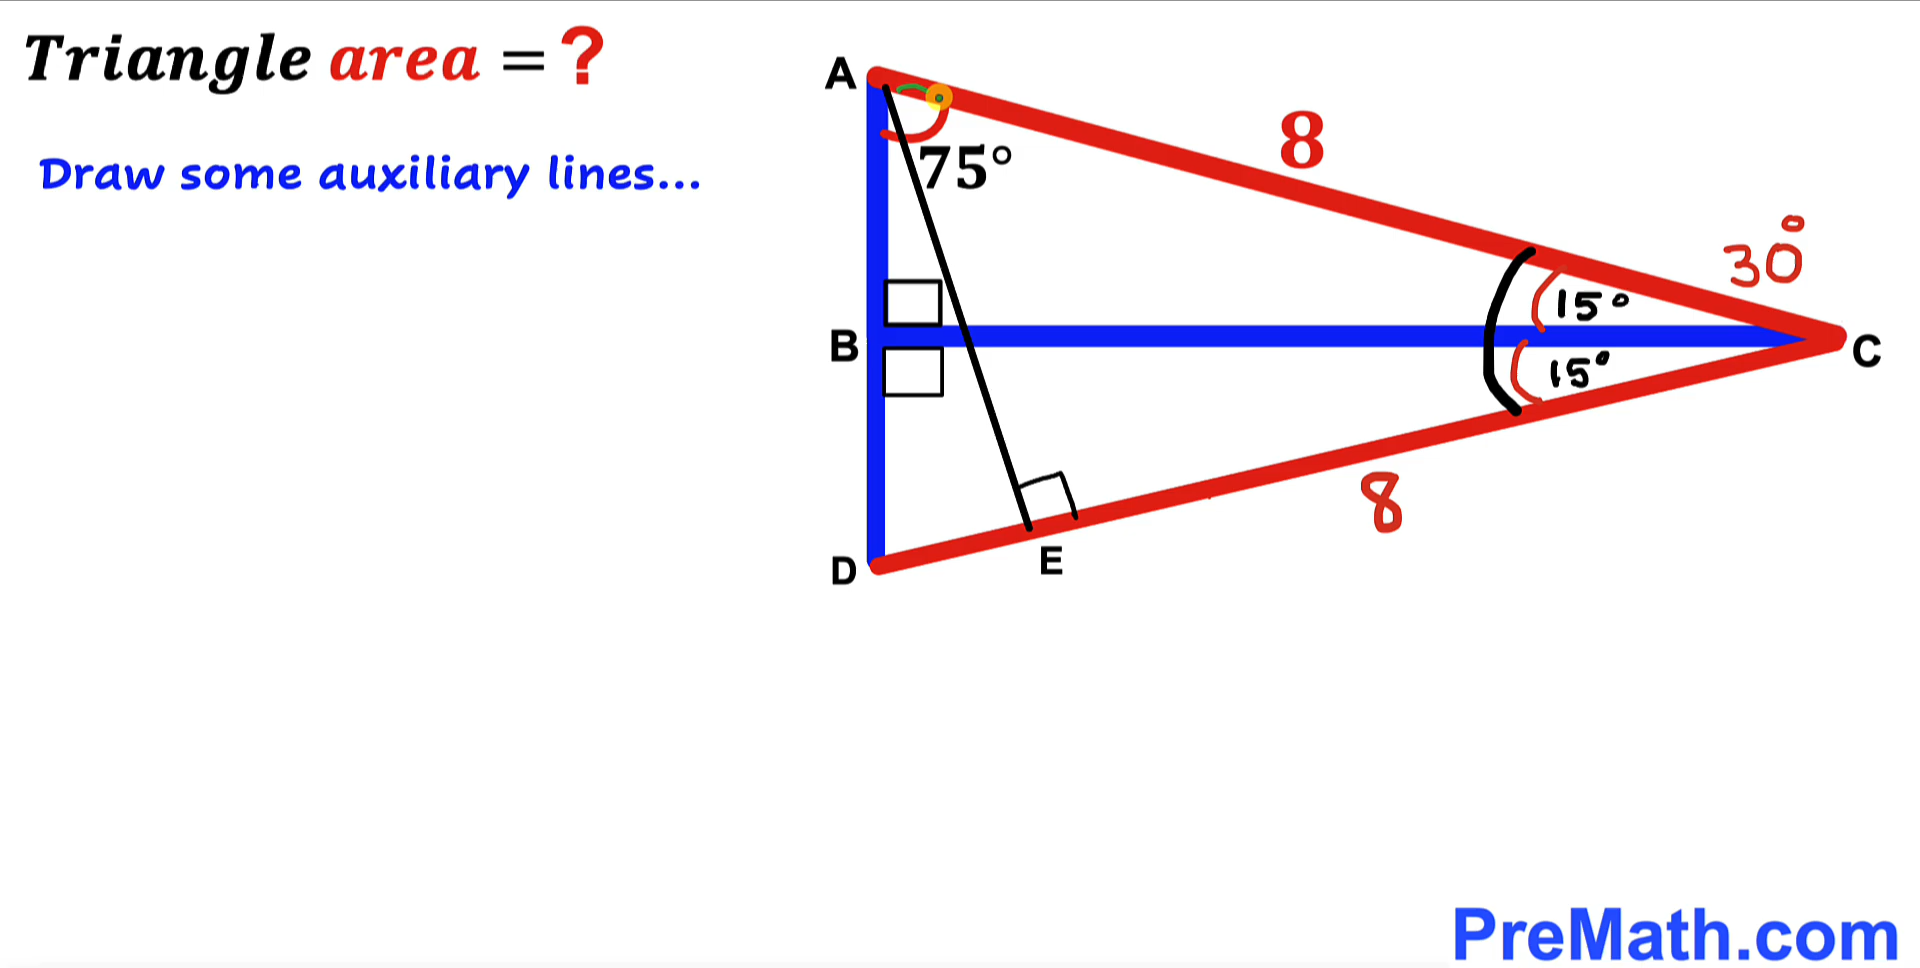 Triangle area = ?
Draw some auxiliary lines...
A
8
75°
30°
15°
B
C
15°
8
D
E
PreMath.com